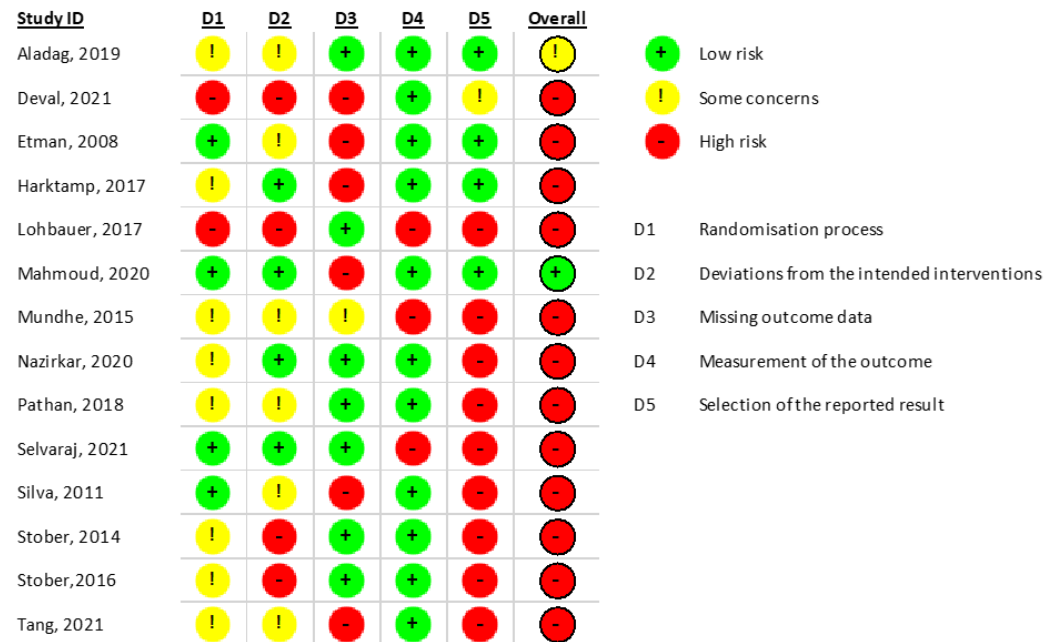 Study ID D1 D2 D3 D4 D5 Overall
Aladag, 2019 ! ! + + + !
Deval, 2021 - - - + ! -
Etman, 2008 + ! - + + -
Harktamp, 2017 ! + - + + -
Lohbauer, 2017 - - + - - -
Mahmoud, 2020 + + - + + +
Mundhe, 2015 ! ! ! - - -
Nazirkar, 2020 ! + + + - -
Pathan, 2018 ! ! + + - -
Selvaraj, 2021 + + + - - -
Silva, 2011 + ! - + - -
Stober, 2014 ! - + + - -
Stober,2016 ! - + + - -
Tang, 2021 ! ! - + - -
+ Low risk
! Some concerns
- High risk
D1 Randomisation process
D2 Deviations from the intended interventions
D3 Missing outcome data
D4 Measurement of the outcome
D5 Selection of the reported result